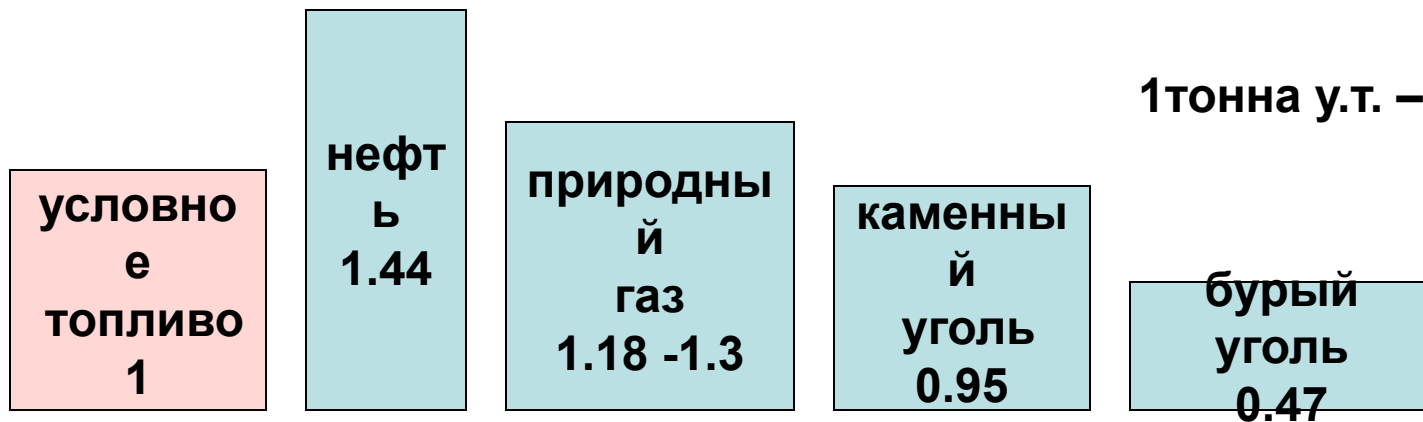 условно
е
топливо
1
нефт
ь
1.44
природны
й
газ
1.18 -1.3
каменны
й
уголь
0.95
1тонна у.т. –
бурый
уголь
0.47